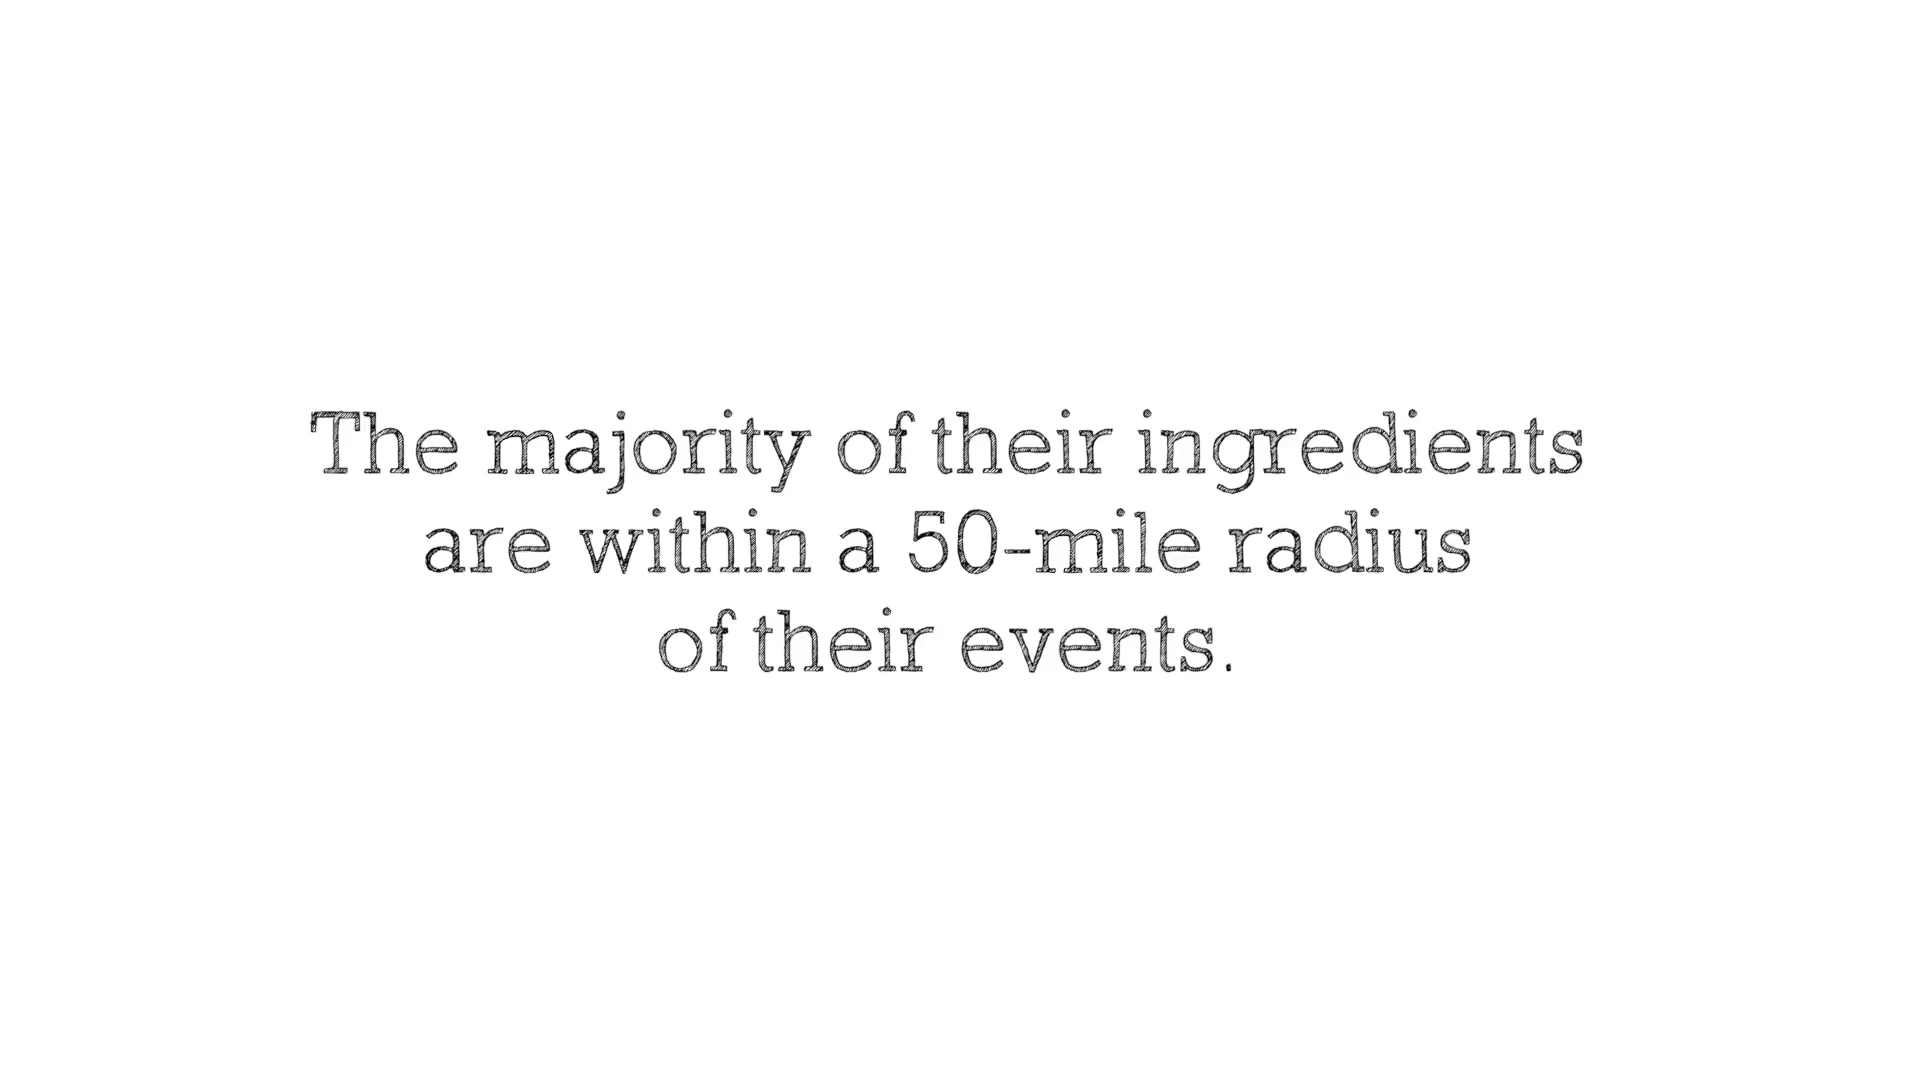 The majority of their ingredients
are within a 50-mile radius
of their events.